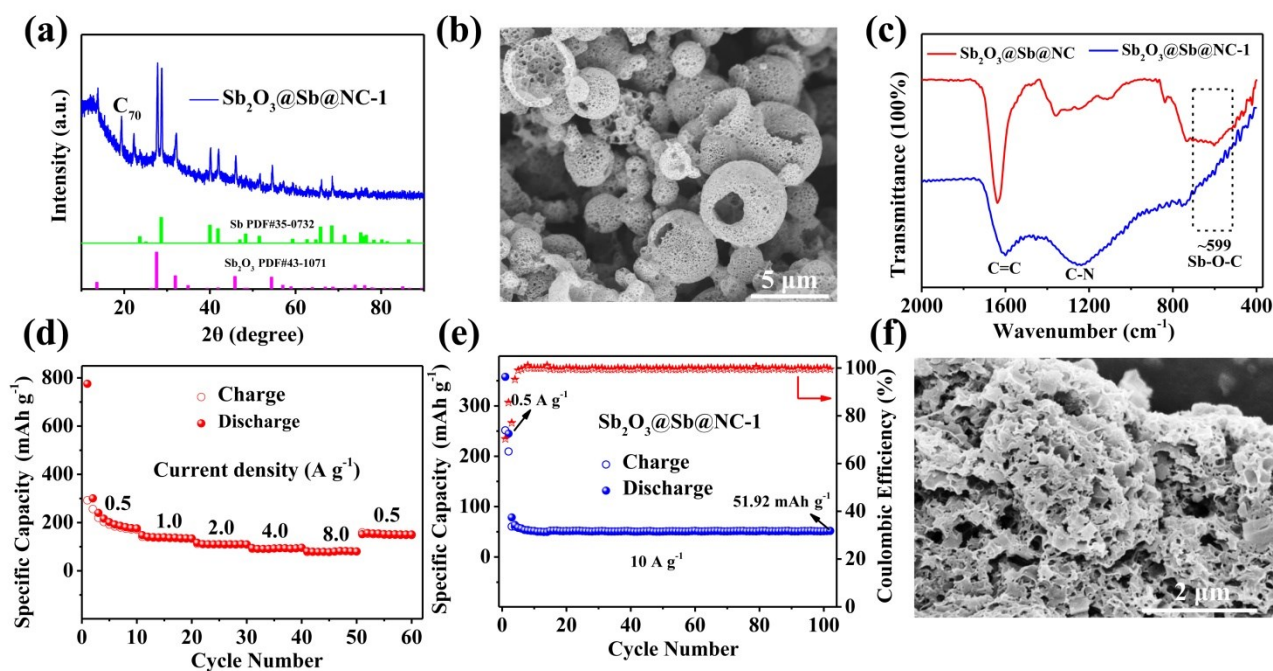 (a)
Intensity (a.u.)
C₇₀
Sb₂O₃@Sb@NC-1
Sb PDF#35-0732
Sb₂O₃ PDF#43-1071
20 40 60 80
2θ (degree)
(b)
5 μm
(c)
Transmittance (100%)
Sb₂O₃@Sb@NC
Sb₂O₃@Sb@NC-1
C=C
C-N
~599
Sb-O-C
2000 1600 1200 800 400
Wavenumber (cm⁻¹)
(d)
Specific Capacity (mAh g⁻¹)
800
600
400
300
200
100
0
Charge
Discharge
Current density (A g⁻¹)
0.5
1.0
2.0
4.0
8.0
0.5
0 10 20 30 40 50 60
Cycle Number
(e)
Specific Capacity (mAh g⁻¹)
300
200
100
50
0
0.5 A g⁻¹
Sb₂O₃@Sb@NC-1
Charge
Discharge
51.92 mAh g⁻¹
10 A g⁻¹
0 20 40 60 80 100
Cycle Number
100
80
60
40
20
0
Coulombic Efficiency (%)
(f)
2 μm